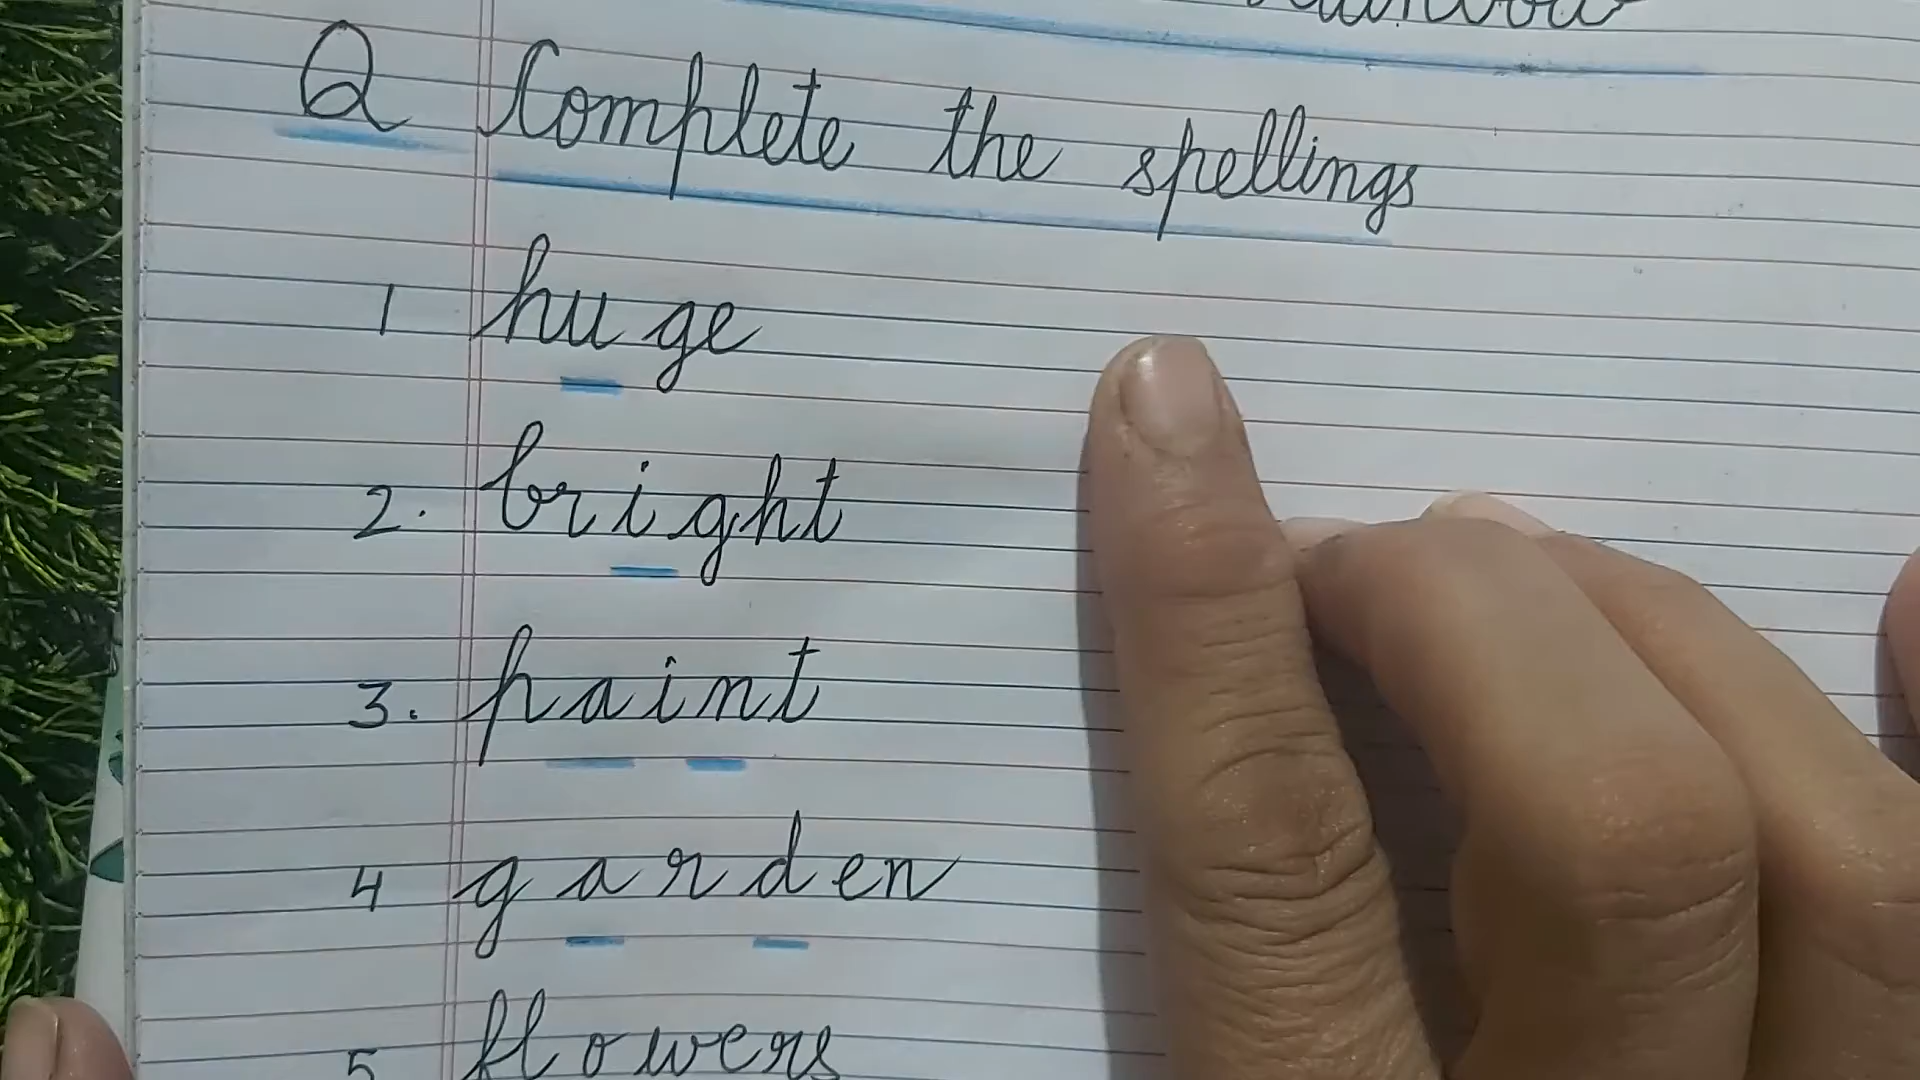 Q Complete the spellings
1 huge
2. bright
3. paint
4 garden
5 flowers